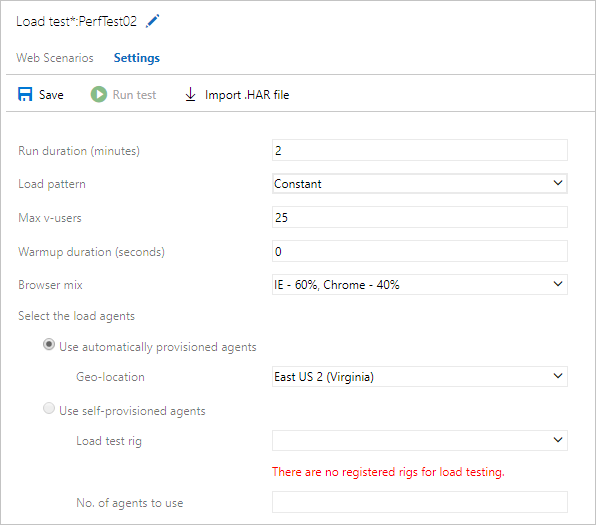 Load test*:PerfTest02
Web Scenarios Settings
Save Run test Import .HAR file
Run duration (minutes) 2
Load pattern Constant
Max v-users 25
Warmup duration (seconds) 0
Browser mix IE - 60%, Chrome - 40%
Select the load agents
Use automatically provisioned agents
Geo-location East US 2 (Virginia)
Use self-provisioned agents
Load test rig
There are no registered rigs for load testing.
No. of agents to use